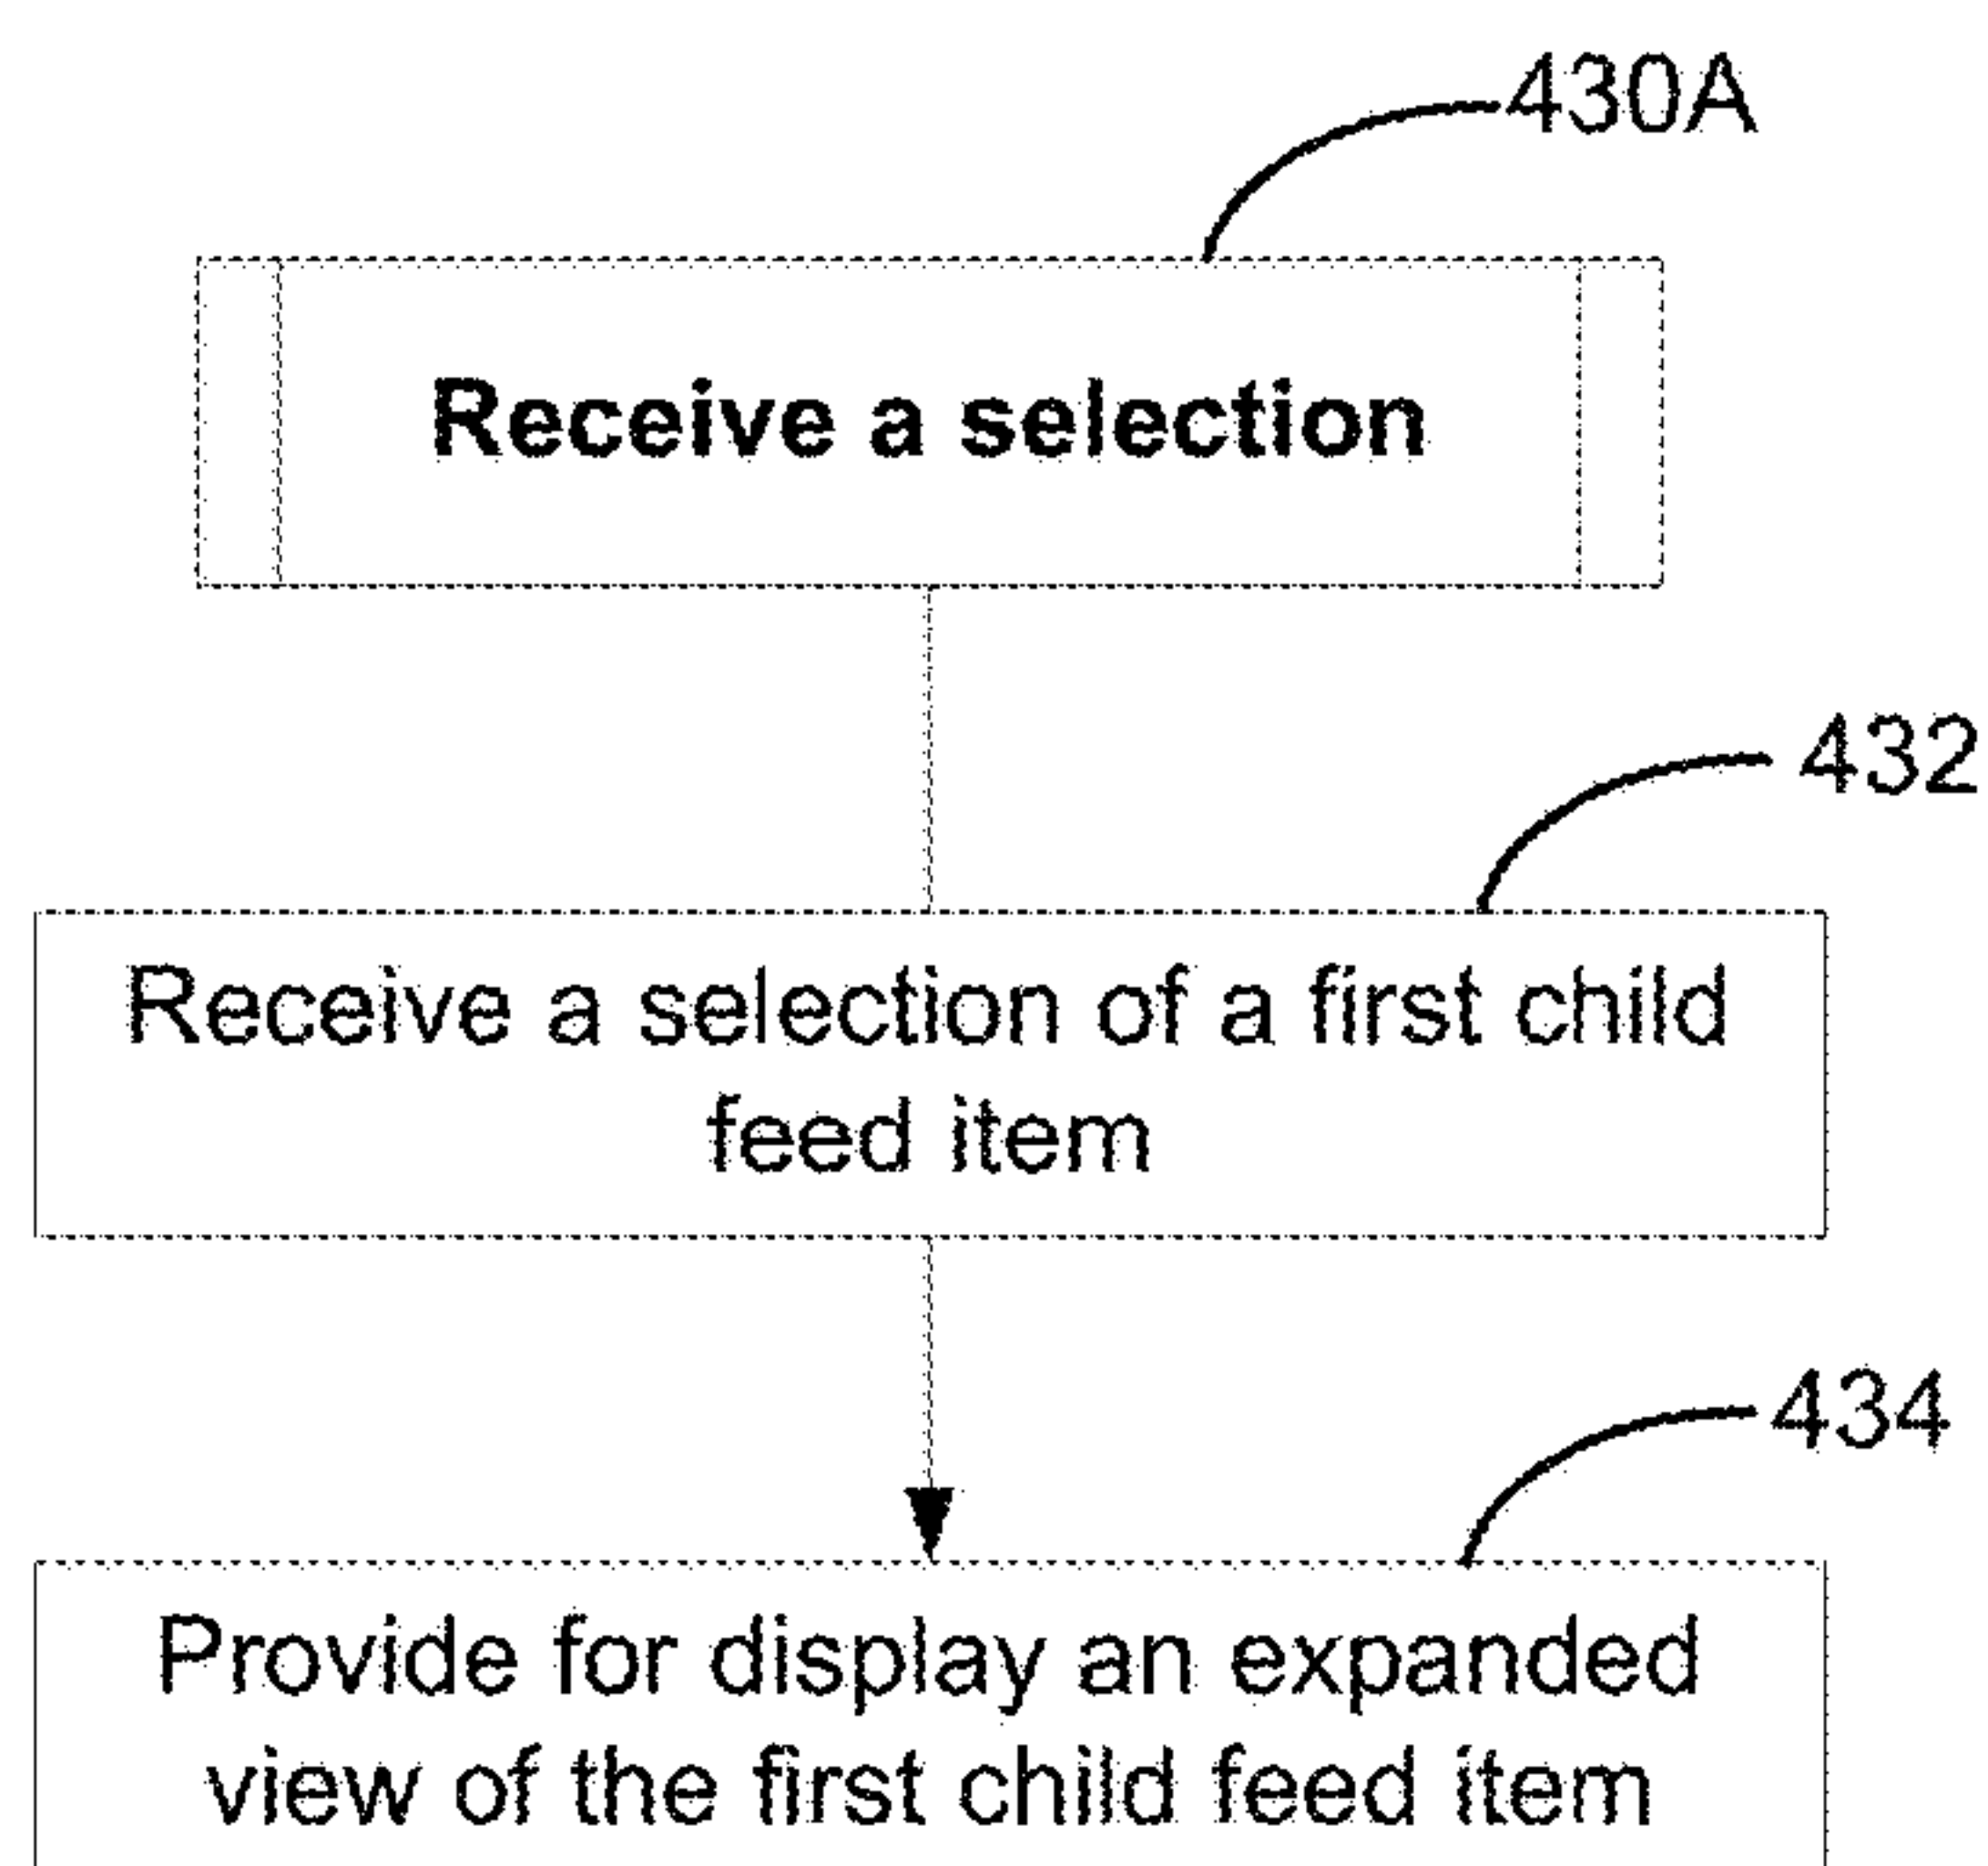 430A
Receive a selection
432
Receive a selection of a first child
feed item
434
Provide for display an expanded
view of the first child feed item